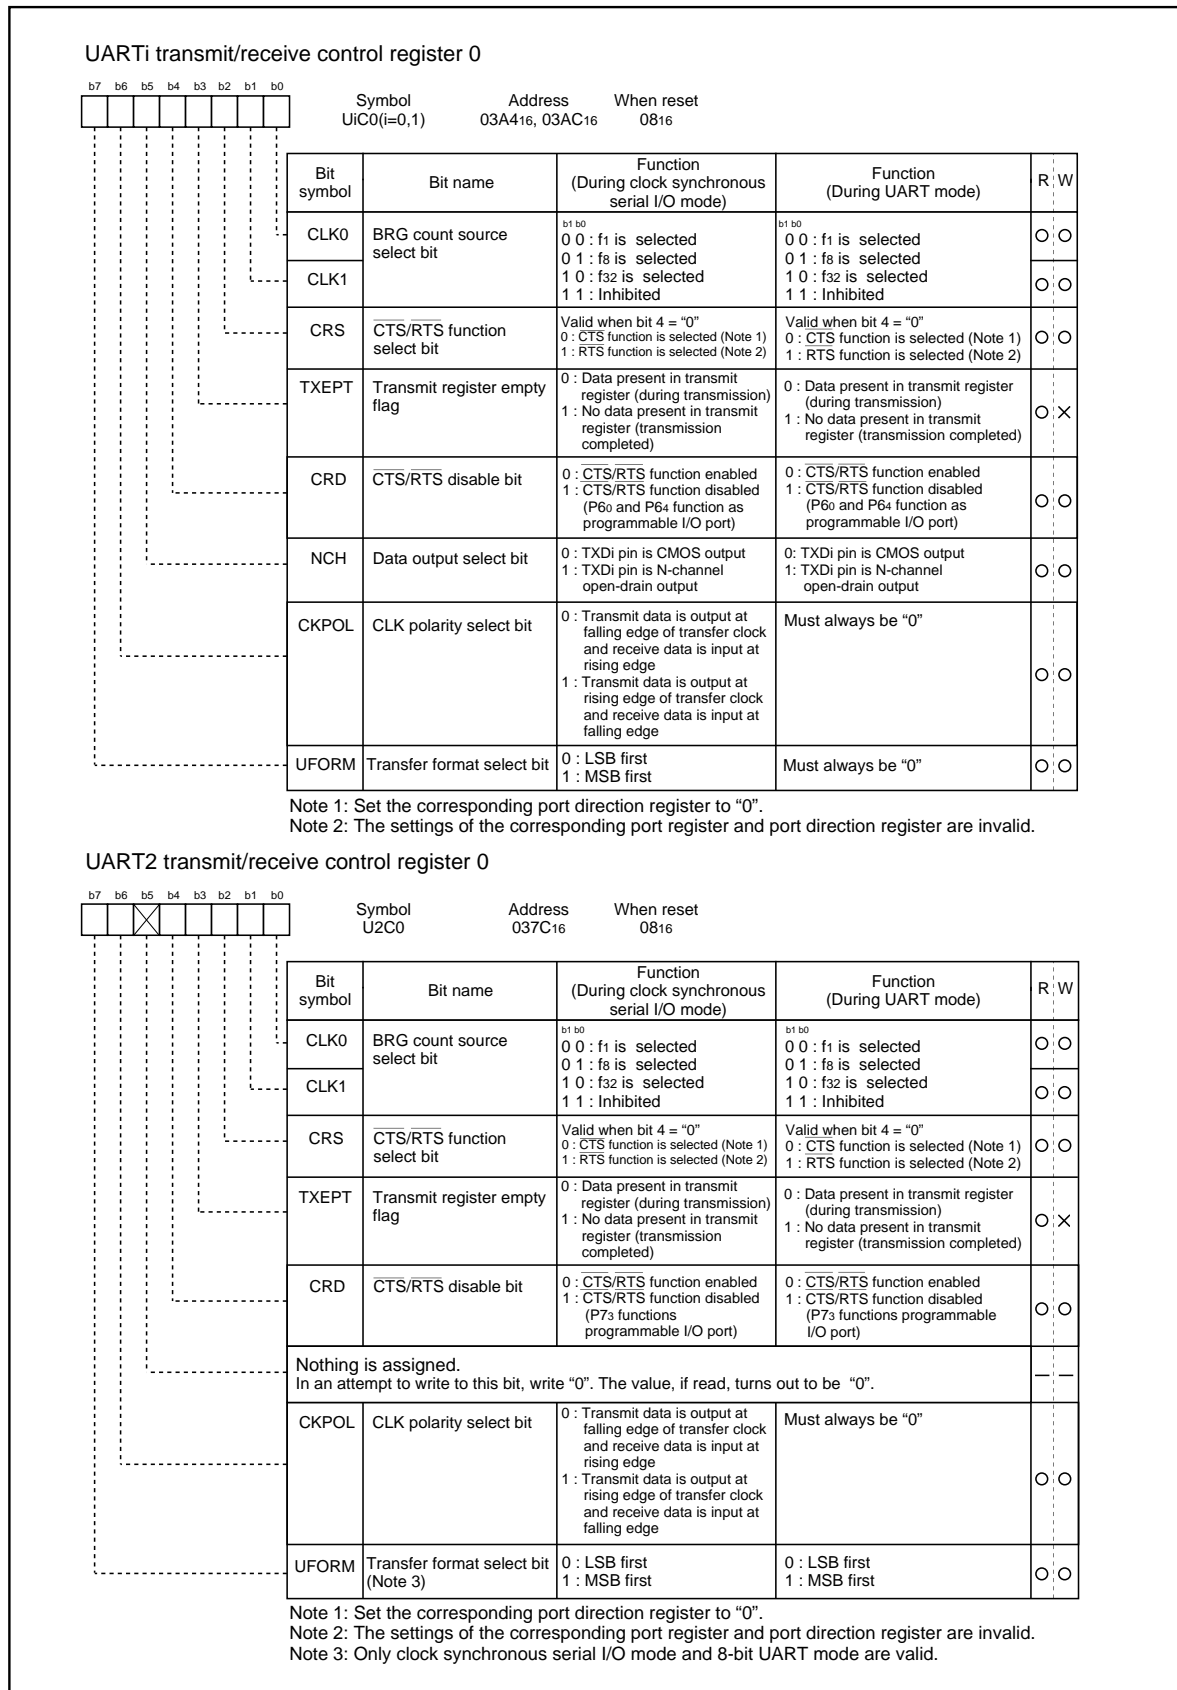 UARTi transmit/receive control register 0
b7 b6 b5 b4 b3 b2 b1 b0
Symbol Address When reset
UiC0(i=0,1) 03A416, 03AC16 0816
Bit symbol Bit name Function (During clock synchronous serial I/O mode) Function (During UART mode) R W
CLK0 BRG count source select bit
CLK1
b1 b0
0 0 : f1 is selected
0 1 : f8 is selected
1 0 : f32 is selected
1 1 : Inhibited
b1 b0
0 0 : f1 is selected
0 1 : f8 is selected
1 0 : f32 is selected
1 1 : Inhibited
CRS CTS/RTS function select bit
Valid when bit 4 = “0”
0 : CTS function is selected (Note 1)
1 : RTS function is selected (Note 2)
Valid when bit 4 = “0”
0 : CTS function is selected (Note 1)
1 : RTS function is selected (Note 2)
TXEPT Transmit register empty flag
0 : Data present in transmit
register (during transmission)
1 : No data present in transmit
register (transmission
completed)
0 : Data present in transmit register
(during transmission)
1 : No data present in transmit
register (transmission completed)
CRD CTS/RTS disable bit
0 : CTS/RTS function enabled
1 : CTS/RTS function disabled
(P60 and P64 function as
programmable I/O port)
0 : CTS/RTS function enabled
1 : CTS/RTS function disabled
(P60 and P64 function as
programmable I/O port)
NCH Data output select bit
0 : TXDi pin is CMOS output
1 : TXDi pin is N-channel
open-drain output
0: TXDi pin is CMOS output
1: TXDi pin is N-channel
open-drain output
CKPOL CLK polarity select bit
0 : Transmit data is output at
falling edge of transfer clock
and receive data is input at
rising edge
1 : Transmit data is output at
rising edge of transfer clock
and receive data is input at
falling edge
Must always be “0”
UFORM Transfer format select bit
0 : LSB first
1 : MSB first
Must always be “0”
Note 1: Set the corresponding port direction register to “0”.
Note 2: The settings of the corresponding port register and port direction register are invalid.
UART2 transmit/receive control register 0
b7 b6 b5 b4 b3 b2 b1 b0
Symbol Address When reset
U2C0 037C16 0816
Bit symbol Bit name Function (During clock synchronous serial I/O mode) Function (During UART mode) R W
CLK0 BRG count source select bit
CLK1
b1 b0
0 0 : f1 is selected
0 1 : f8 is selected
1 0 : f32 is selected
1 1 : Inhibited
b1 b0
0 0 : f1 is selected
0 1 : f8 is selected
1 0 : f32 is selected
1 1 : Inhibited
CRS CTS/RTS function select bit
Valid when bit 4 = “0”
0 : CTS function is selected (Note 1)
1 : RTS function is selected (Note 2)
Valid when bit 4 = “0”
0 : CTS function is selected (Note 1)
1 : RTS function is selected (Note 2)
TXEPT Transmit register empty flag
0 : Data present in transmit
register (during transmission)
1 : No data present in transmit
register (transmission
completed)
0 : Data present in transmit register
(during transmission)
1 : No data present in transmit
register (transmission completed)
CRD CTS/RTS disable bit
0 : CTS/RTS function enabled
1 : CTS/RTS function disabled
(P73 functions
programmable I/O port)
0 : CTS/RTS function enabled
1 : CTS/RTS function disabled
(P73 functions programmable
I/O port)
Nothing is assigned.
In an attempt to write to this bit, write “0”. The value, if read, turns out to be “0”.
CKPOL CLK polarity select bit
0 : Transmit data is output at
falling edge of transfer clock
and receive data is input at
rising edge
1 : Transmit data is output at
rising edge of transfer clock
and receive data is input at
falling edge
Must always be “0”
UFORM Transfer format select bit (Note 3)
0 : LSB first
1 : MSB first
0 : LSB first
1 : MSB first
Note 1: Set the corresponding port direction register to “0”.
Note 2: The settings of the corresponding port register and port direction register are invalid.
Note 3: Only clock synchronous serial I/O mode and 8-bit UART mode are valid.